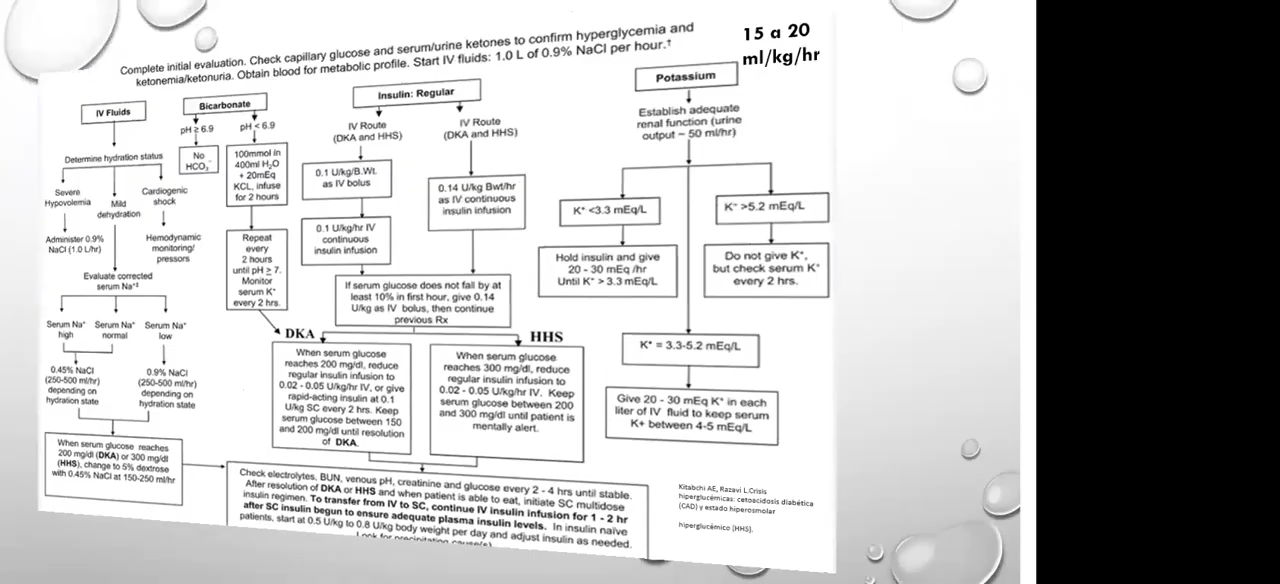 15 a 20
ml/kg/hr
Complete initial evaluation. Check capillary glucose and serum/urine ketones to confirm hyperglycemia and
ketonemia/ketonuria. Obtain blood for metabolic profile. Start IV fluids: 1.0 L of 0.9% NaCl per hour.†
IV Fluids
Determine hydration status
Severe
Hypovolemia
Mild
dehydration
Cardiogenic
shock
Administer 0.9%
NaCl (1.0 L/hr)
Hemodynamic
monitoring/
pressors
Evaluate corrected
serum Na⁺‡
Serum Na⁺
high
Serum Na⁺
normal
Serum Na⁺
low
0.45% NaCl
(250-500 ml/hr)
depending on
hydration state
0.9% NaCl
(250-500 ml/hr)
depending on
hydration state
When serum glucose reaches
200 mg/dl (DKA) or 300 mg/dl
(HHS), change to 5% dextrose
with 0.45% NaCl at 150-250 ml/hr
Bicarbonate
pH ≥ 6.9
pH < 6.9
No
HCO₃⁻
100mmol in
400ml H₂O
+ 20mEq
KCL, infuse
for 2 hours
Repeat
every
2 hours
until pH ≥ 7.
Monitor
serum K⁺
every 2 hrs.
Insulin: Regular
IV Route
(DKA and HHS)
IV Route
(DKA and HHS)
0.1 U/kg/B.Wt.
as IV bolus
0.1 U/kg/hr IV
continuous
insulin infusion
0.14 U/kg Bwt/hr
as IV continuous
insulin infusion
If serum glucose does not fall by at
least 10% in first hour, give 0.14
U/kg as IV bolus, then continue
previous Rx
DKA
HHS
When serum glucose
reaches 200 mg/dl, reduce
regular insulin infusion to
0.02 - 0.05 U/kg/hr IV, or give
rapid-acting insulin at 0.1
U/kg SC every 2 hrs. Keep
serum glucose between 150
and 200 mg/dl until resolution
of DKA.
When serum glucose
reaches 300 mg/dl, reduce
regular insulin infusion to
0.02 - 0.05 U/kg/hr IV. Keep
serum glucose between 200
and 300 mg/dl until patient is
mentally alert.
Potassium
Establish adequate
renal function (urine
output ~ 50 ml/hr)
K⁺ <3.3 mEq/L
K⁺ >5.2 mEq/L
Hold insulin and give
20 - 30 mEq /hr
Until K⁺ > 3.3 mEq/L
Do not give K⁺,
but check serum K⁺
every 2 hrs.
K⁺ = 3.3-5.2 mEq/L
Give 20 - 30 mEq K⁺ in each
liter of IV fluid to keep serum
K+ between 4-5 mEq/L
Check electrolytes, BUN, venous pH, creatinine and glucose every 2 - 4 hrs until stable.
After resolution of DKA or HHS and when patient is able to eat, initiate SC multidose
insulin regimen. To transfer from IV to SC, continue IV insulin infusion for 1 - 2 hr
after SC insulin begun to ensure adequate plasma insulin levels. In insulin naïve
patients, start at 0.5 U/kg to 0.8 U/kg body weight per day and adjust insulin as needed.
Look for precipitating cause(s)
Kitabchi AE, Razavi L.Crisis
hiperglucémicas: cetoacidosis diabética
(CAD) y estado hiperosmolar
hiperglucémico (HHS).